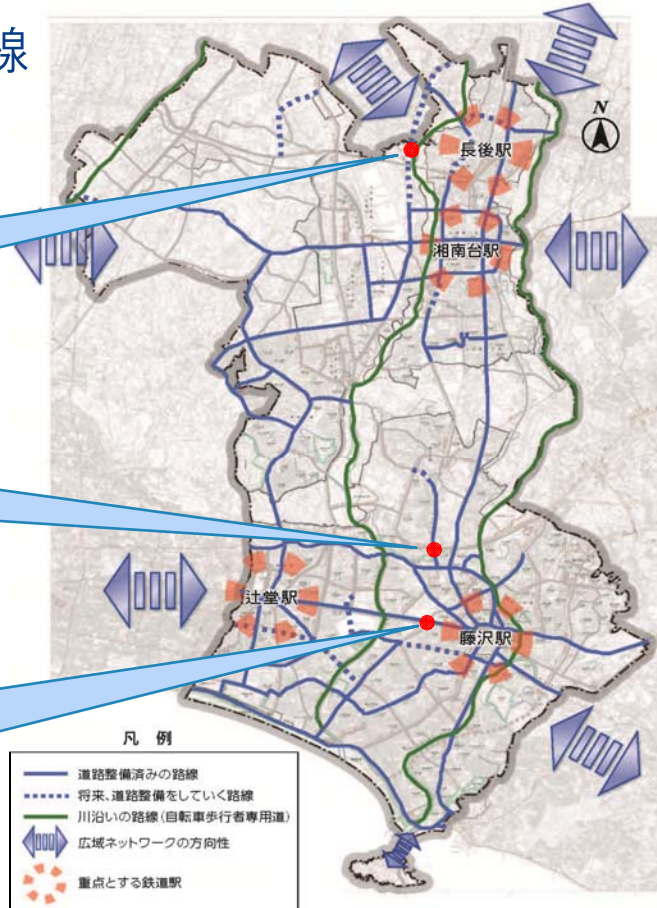 線
N
長後駅
湘南台駅
辻堂駅
藤沢駅
凡 例
道路整備済みの路線
将来、道路整備をしていく路線
川沿いの路線(自転車歩行者専用道)
広域ネットワークの方向性
重点とする鉄道駅